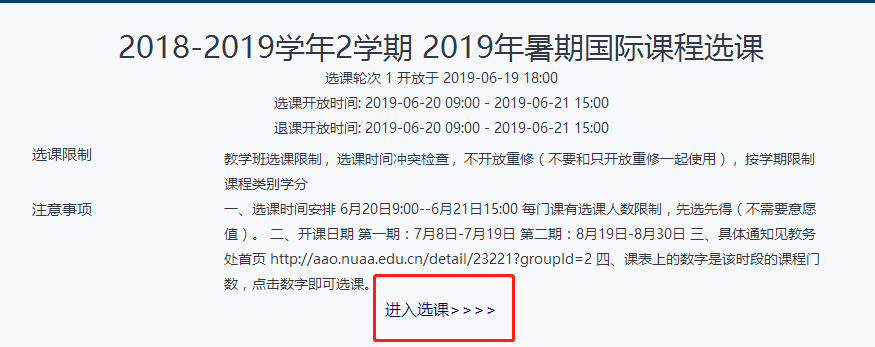 2018-2019学年2学期 2019年暑期国际课程选课
选课轮次 1 开放于 2019-06-19 18:00
选课开放时间: 2019-06-20 09:00 - 2019-06-21 15:00
退课开放时间: 2019-06-20 09:00 - 2019-06-21 15:00
选课限制
教学班选课限制, 选课时间冲突检查, 不开放重修(不要和只开放重修一起使用), 按学期限制
课程类别学分
注意事项
一、选课时间安排 6月20日9:00--6月21日15:00 每门课有选课人数限制,先选先得(不需要意愿
值)。 二、开课日期 第一期:7月8日-7月19日 第二期:8月19日-8月30日 三、具体通知见教务
处首页 http://aao.nuaa.edu.cn/detail/23221?groupId=2 四、课表上的数字是该时段的课程门
数,点击数字即可选课。
进入选课>>>>